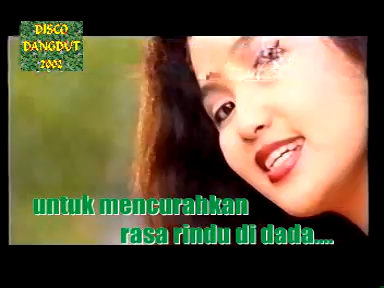 DISCO
DANGDUT
2002
untuk mencurahkan
rasa rindu di dada....